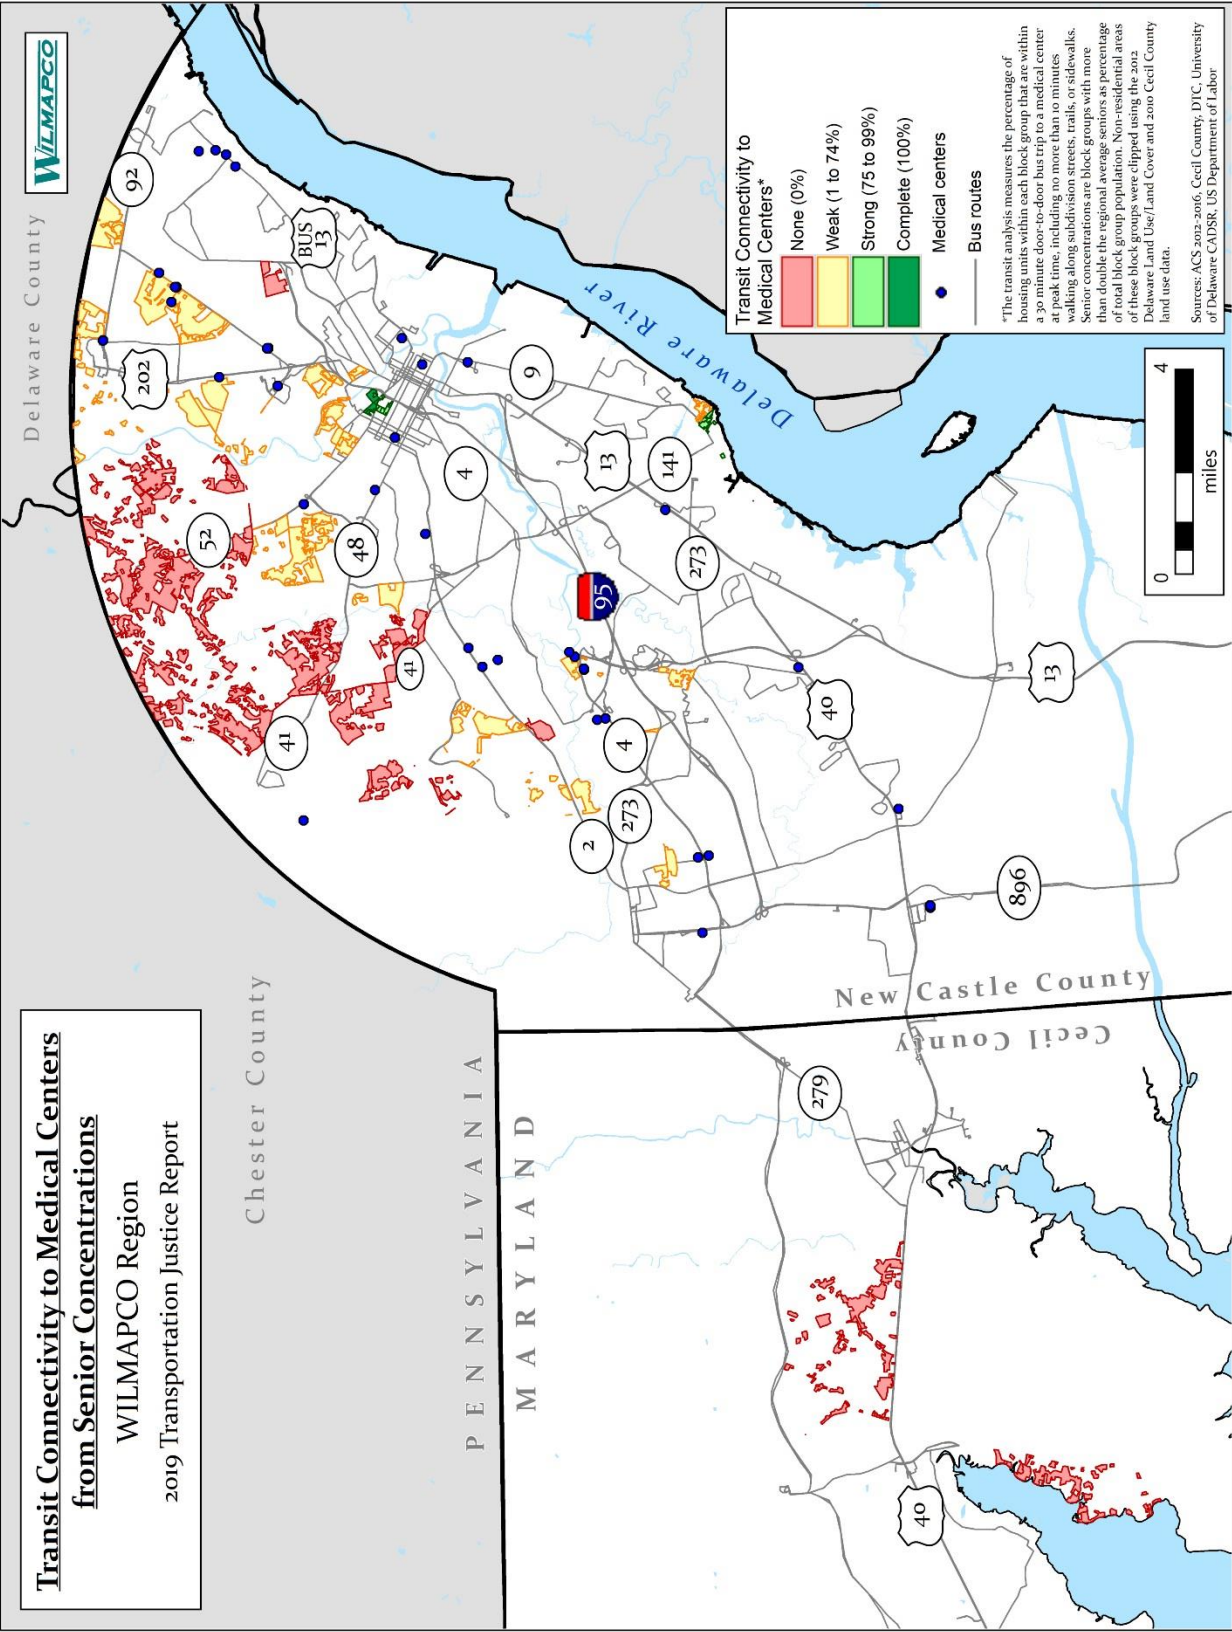 Transit Connectivity to Medical Centers
from Senior Concentrations
WILMAPCO Region
2019 Transportation Justice Report
WILMAPCO
Delaware County
Chester County
PENNSYLVANIA
MARYLAND
New Castle County
Cecil County
Delaware River
92
202
BUS
13
52
48
41
41
4
9
13
141
273
95
4
2
273
40
13
896
279
40
Transit Connectivity to
Medical Centers*
None (0%)
Weak (1 to 74%)
Strong (75 to 99%)
Complete (100%)
Medical centers
Bus routes
*The transit analysis measures the percentage of
housing units within each block group that are within
a 30 minute door-to-door bus trip to a medical center
at peak time, including no more than 10 minutes
walking along subdivision streets, trails, or sidewalks.
Senior concentrations are block groups with more
than double the regional average seniors as percentage
of total block group population. Non-residential areas
of these block groups were clipped using the 2012
Delaware Land Use/Land Cover and 2010 Cecil County
land use data.
Sources: ACS 2012-2016, Cecil County, DTC, University
of Delaware CADSR, US Department of Labor
0
4
miles